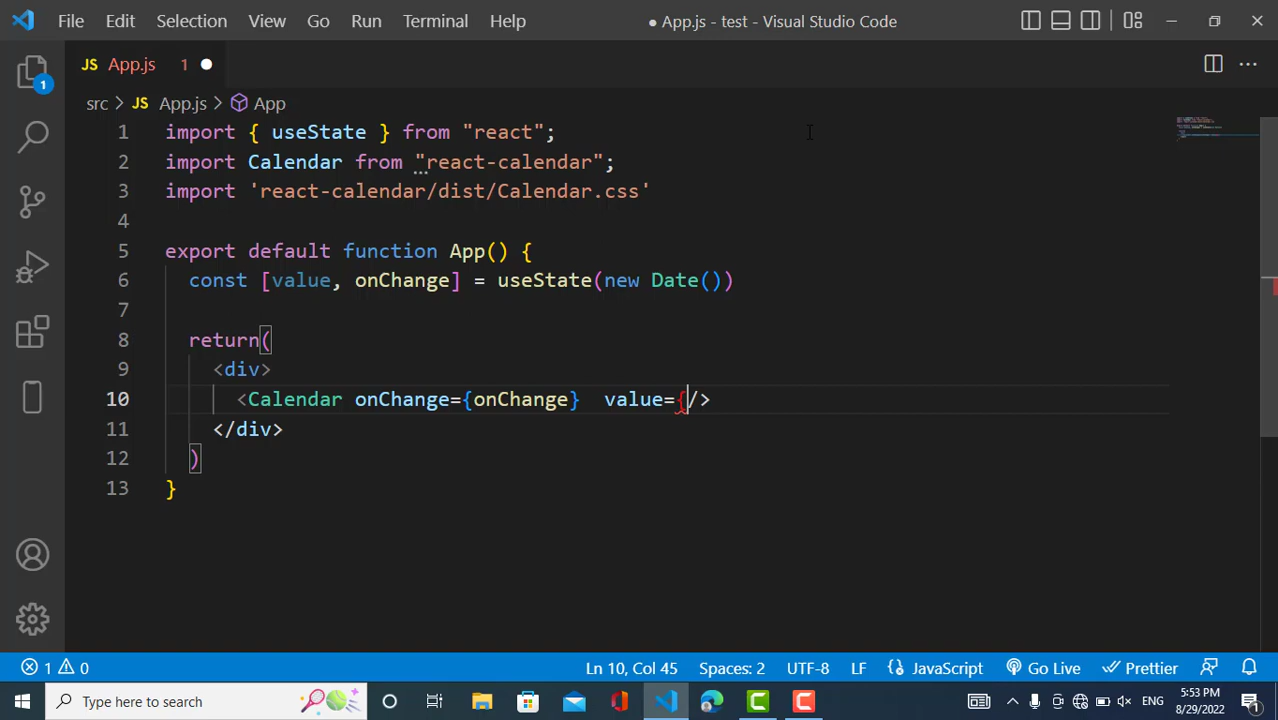 File Edit Selection View Go Run Terminal Help ● App.js - test - Visual Studio Code
JS App.js 1 ●
1
src > JS App.js > App
1 import { useState } from "react";
2 import Calendar from "react-calendar";
3 import 'react-calendar/dist/Calendar.css'
4
5 export default function App() {
6 const [value, onChange] = useState(new Date())
7
8 return(
9 <div>
10 <Calendar onChange={onChange}  value={/>
11 </div>
12 )
13 }
1 0 Ln 10, Col 45 Spaces: 2 UTF-8 LF JavaScript Go Live Prettier
Type here to search ENG 5:53 PM
8/29/2022 1